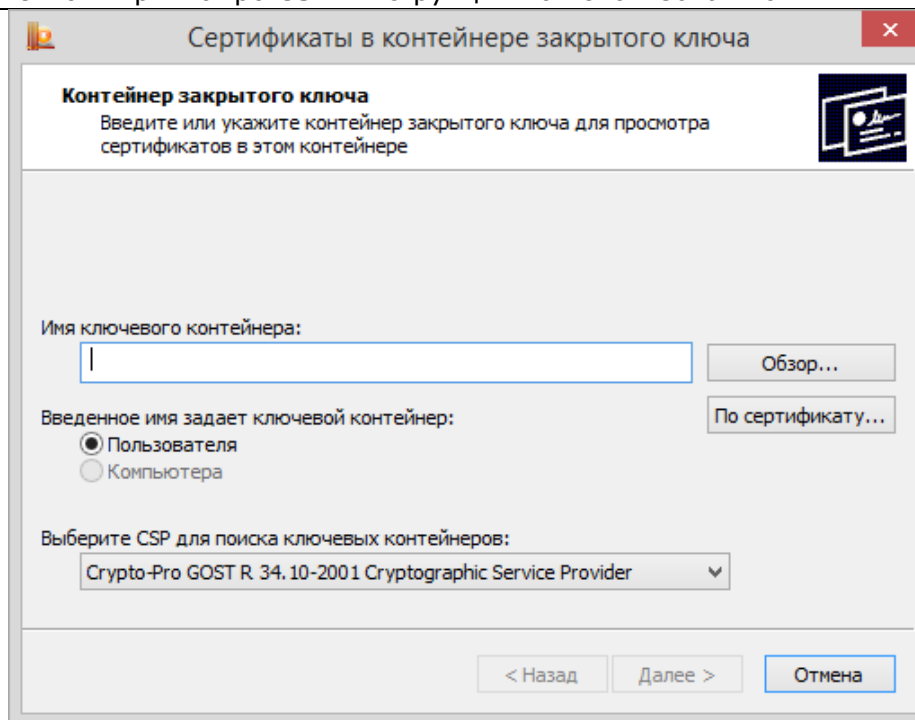 Сертификаты в контейнере закрытого ключа
Контейнер закрытого ключа
Введите или укажите контейнер закрытого ключа для просмотра
сертификатов в этом контейнере
Имя ключевого контейнера:
Обзор...
Введенное имя задает ключевой контейнер:
По сертификату...
Пользователя
Компьютера
Выберите CSP для поиска ключевых контейнеров:
Crypto-Pro GOST R 34.10-2001 Cryptographic Service Provider
< Назад
Далее >
Отмена